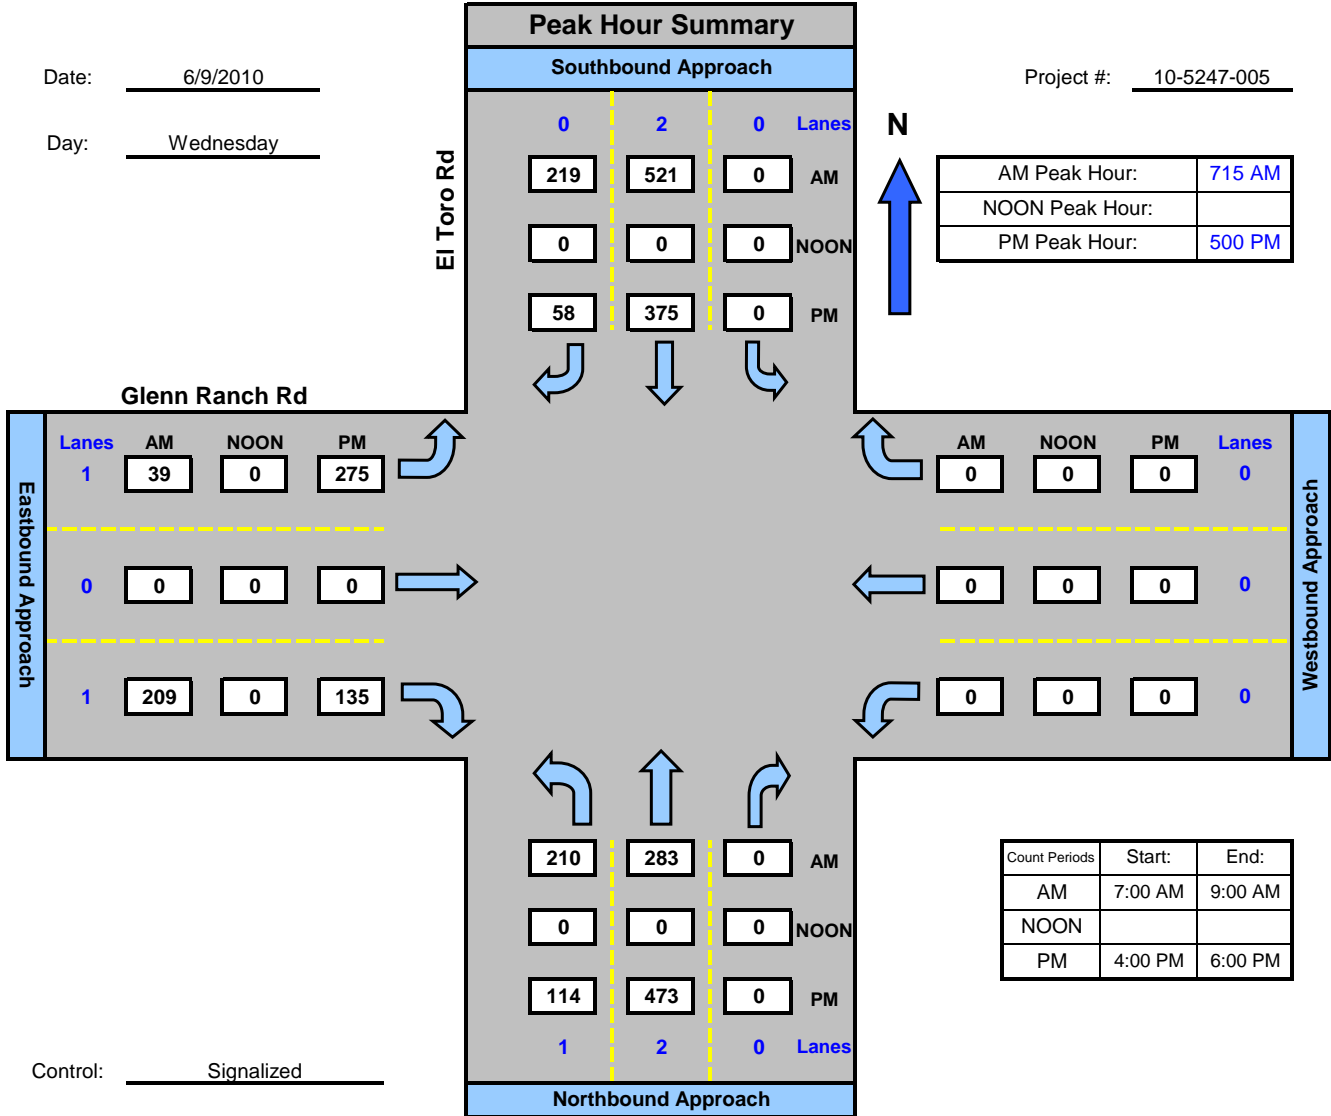 Peak Hour Summary
Southbound Approach
Date: 6/9/2010
Project #: 10-5247-005
Day: Wednesday
N
0 2 0 Lanes
219 521 0 AM
0 0 0 NOON
58 375 0 PM
El Toro Rd
AM Peak Hour: 715 AM
NOON Peak Hour:
PM Peak Hour: 500 PM
Glenn Ranch Rd
Eastbound Approach
Lanes AM NOON PM
1 39 0 275
0 0 0 0
1 209 0 135
AM NOON PM Lanes
0 0 0 0
0 0 0 0
0 0 0 0
Westbound Approach
210 283 0 AM
0 0 0 NOON
114 473 0 PM
1 2 0 Lanes
Northbound Approach
Count Periods Start: End:
AM 7:00 AM 9:00 AM
NOON
PM 4:00 PM 6:00 PM
Control: Signalized